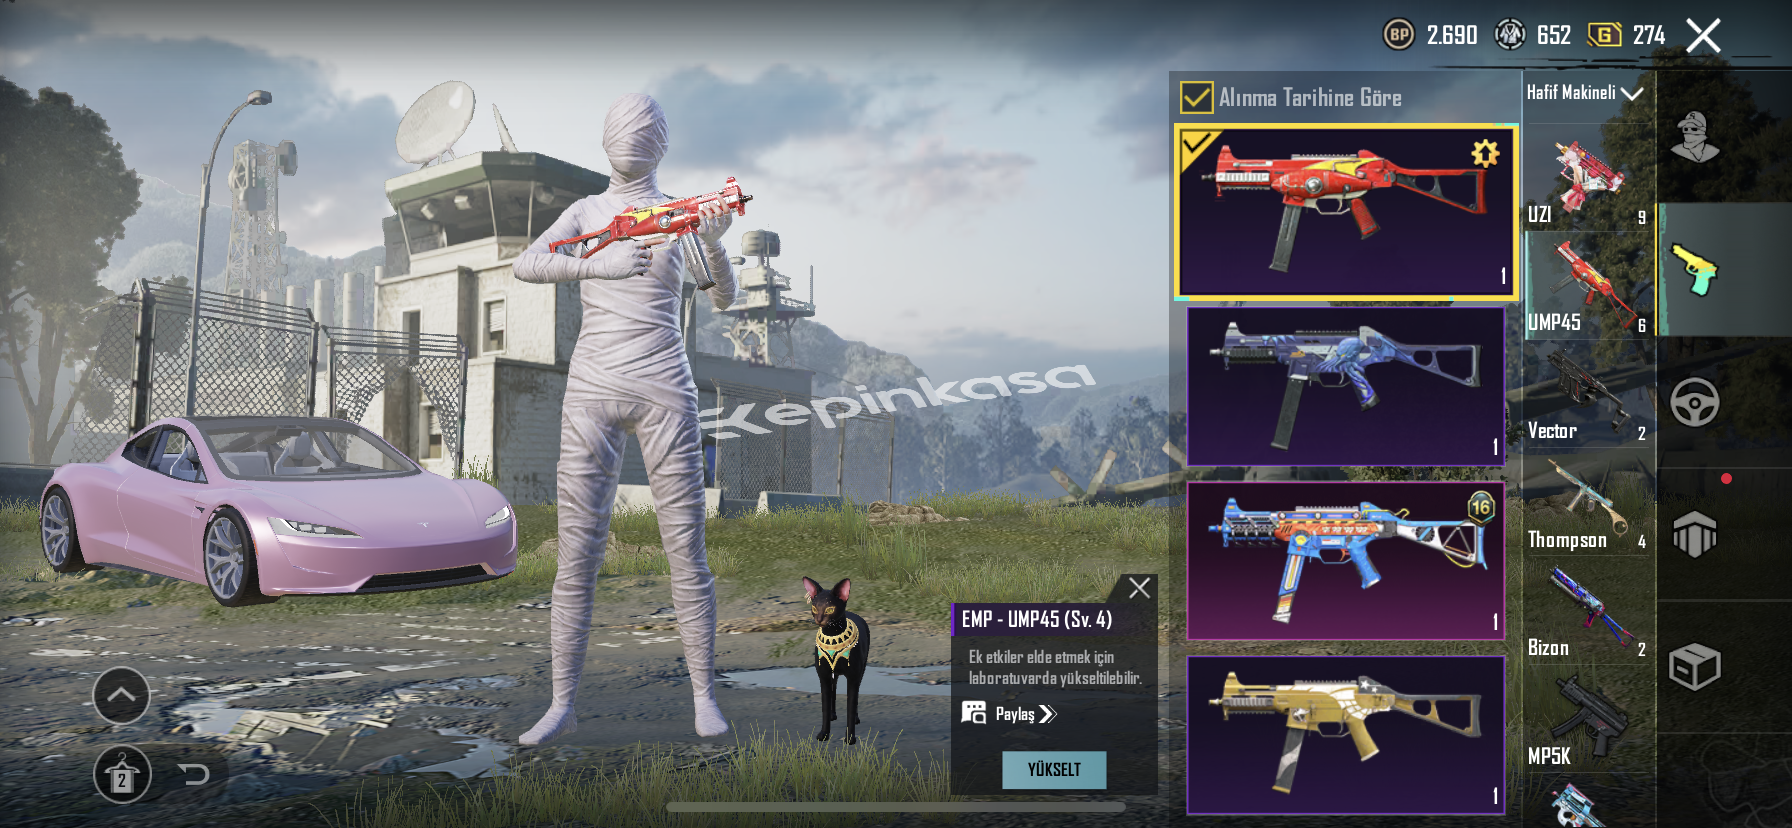 2.690
652
274
Alınma Tarihine Göre
Hafif Makineli
1
UZI
9
UMP45
6
1
Vector
2
epinkasa
16
1
Thompson
4
EMP - UMP45 (Sv. 4)
Ek etkiler elde etmek için
laboratuvarda yükseltilebilir.
Paylaş
YÜKSELT
Bizon
2
1
MP5K
2
BP
G